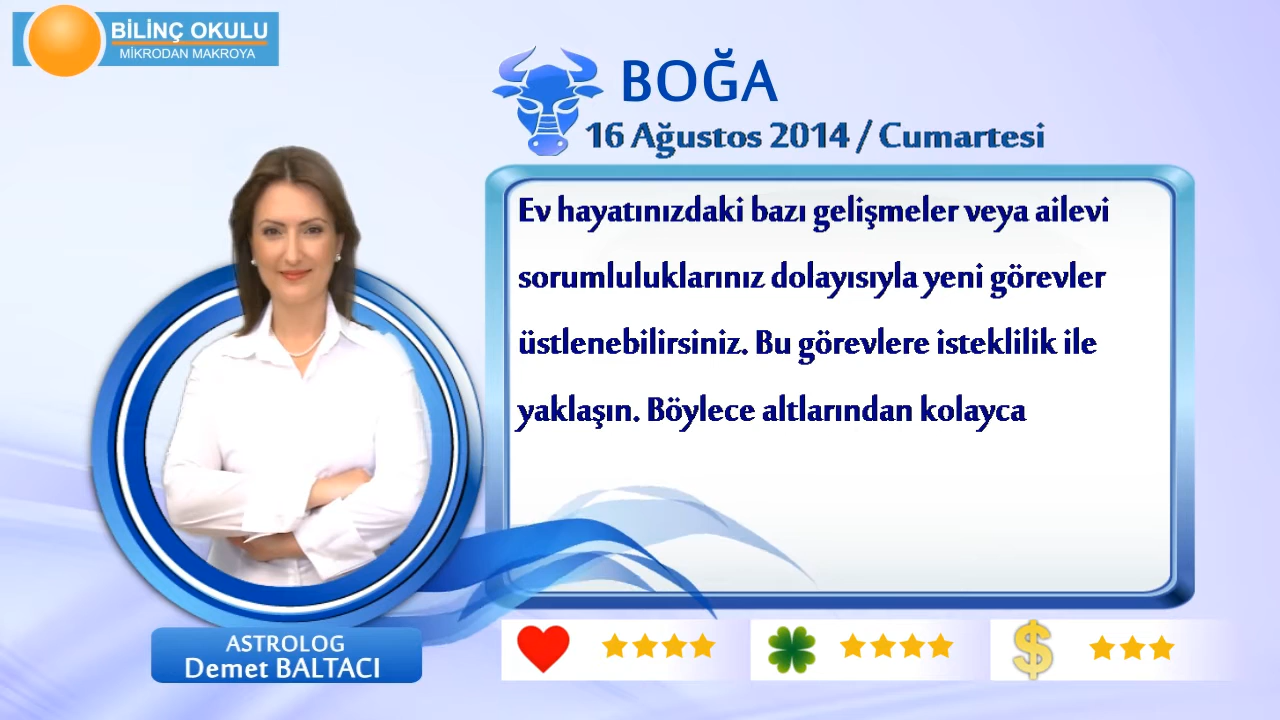 BİLİNÇ OKULU
MİKRODAN MAKROYA
BOĞA
16 Ağustos 2014 / Cumartesi
Ev hayatınızdaki bazı gelişmeler veya ailevi
sorumluluklarınız dolayısıyla yeni görevler
üstlenebilirsiniz. Bu görevlere isteklilik ile
yaklaşın. Böylece altlarından kolayca
ASTROLOG
Demet BALTACI